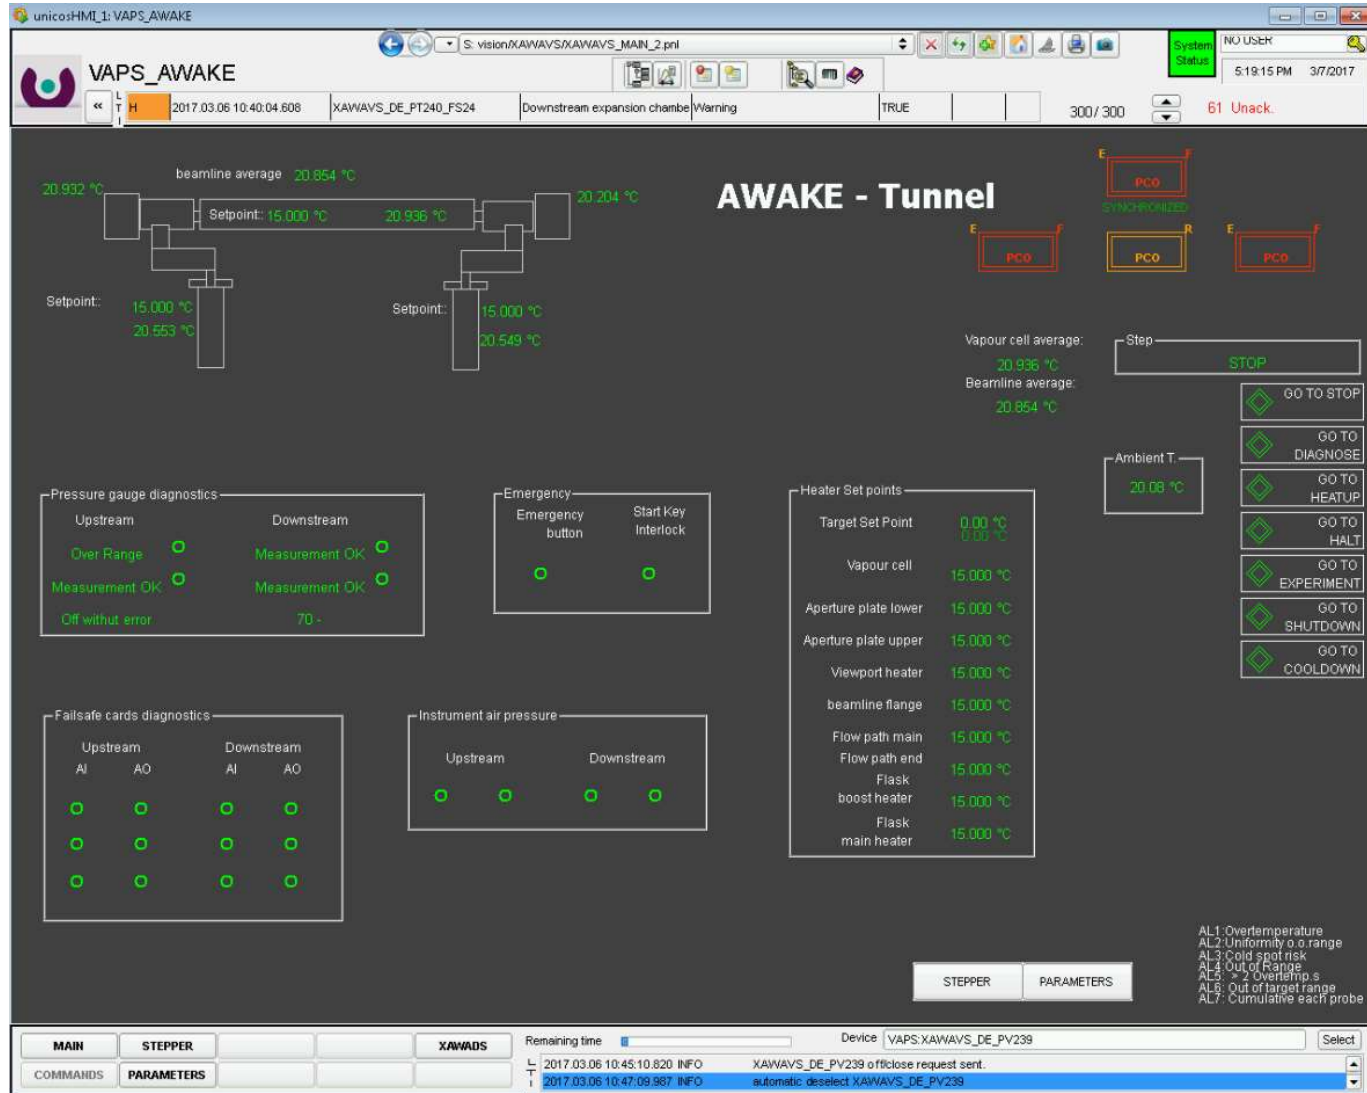 unicosHMI_1: VAPS_AWAKE
S: vision/XAWAVS/XAWAVS_MAIN_2.pnl
System Status
NO USER
VAPS_AWAKE
5:19:15 PM 3/7/2017
«
L
T
I
H 2017.03.06 10:40:04.608 XAWAVS_DE_PT240_FS24 Downstream expansion chambe Warning TRUE
300/ 300
61 Unack.
AWAKE - Tunnel
20.932 °C
beamline average 20.854 °C
20.204 °C
Setpoint:: 15.000 °C 20.936 °C
Setpoint::
15.000 °C
20.553 °C
Setpoint::
15.000 °C
20.549 °C
E F
PCO
SYNCHRONIZED
E F
PCO
R
PCO
E F
PCO
Vapour cell average:
20.936 °C
Beamline average:
20.854 °C
Step
STOP
GO TO STOP
GO TO
DIAGNOSE
GO TO
HEATUP
GO TO
HALT
GO TO
EXPERIMENT
GO TO
SHUTDOWN
GO TO
COOLDOWN
Ambient T.
20.08 °C
Pressure gauge diagnostics
Upstream Downstream
Over Range Measurement OK
Measurement OK Measurement OK
Off withut error 70 -
Emergency
Emergency
button
Start Key
Interlock
Heater Set points
Target Set Point 0.00 °C
0.00 °C
Vapour cell 15.000 °C
Aperture plate lower 15.000 °C
Aperture plate upper 15.000 °C
Viewport heater 15.000 °C
beamline flange 15.000 °C
Flow path main 15.000 °C
Flow path end 15.000 °C
Flask
boost heater 15.000 °C
Flask
main heater 15.000 °C
Failsafe cards diagnostics
Upstream Downstream
AI AO AI AO
Instrument air pressure
Upstream Downstream
AL1:Overtemperature
AL2:Uniformity o.o.range
AL3:Cold spot risk
AL4:Out of Range
AL5: > 2 Overtemp.s
AL6: Out of target range
AL7: Cumulative each probe
STEPPER PARAMETERS
MAIN STEPPER XAWADS
COMMANDS PARAMETERS
Remaining time
Device VAPS:XAWAVS_DE_PV239 Select
L
T
I
2017.03.06 10:45:10.820 INFO XAWAVS_DE_PV239 off/close request sent.
2017.03.06 10:47:09.987 INFO automatic deselect XAWAVS_DE_PV239